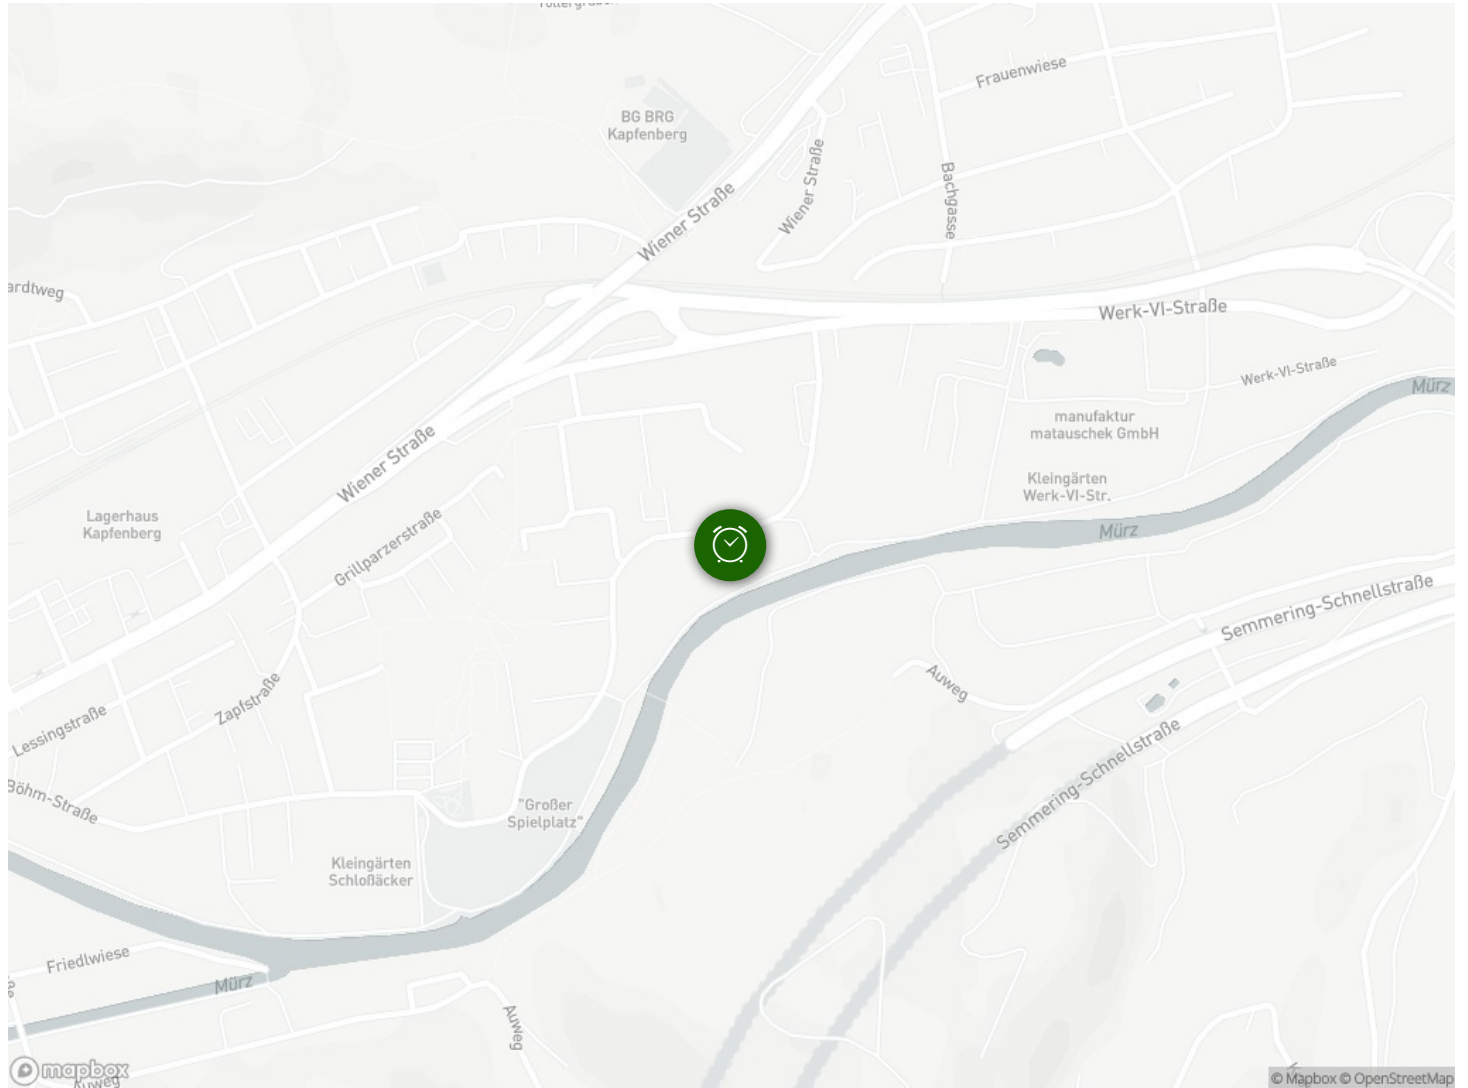 Frauenwiese
BG BRG
Kapfenberg
Wiener Straße
Wiener Straße
Bachgasse
ardtweg
Werk-VI-Straße
Werk-VI-Straße
Mürz
manufaktur
matauschek GmbH
Wiener Straße
Kleingärten
Werk-VI-Str.
Lagerhaus
Kapfenberg
Grillparzerstraße
Mürz
Semmering-Schnellstraße
Auweg
Zapfstraße
Lessingstraße
Semmering-Schnellstraße
Böhm-Straße
"Großer
Spielplatz"
Kleingärten
Schloßäcker
Friedlwiese
Mürz
Auweg
mapbox
Auweg
© Mapbox © OpenStreetMap